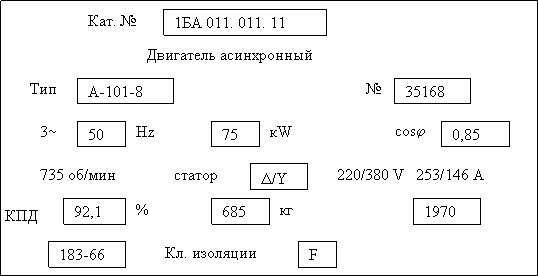 Кат. № 1БА 011. 011. 11
Двигатель асинхронный
Тип А-101-8 № 35168
3~ 50 Hz 75 кW cosφ 0,85
735 об/мин статор Δ/Y 220/380 V 253/146 А
КПД 92,1 % 685 кг 1970
183-66 Кл. изоляции F